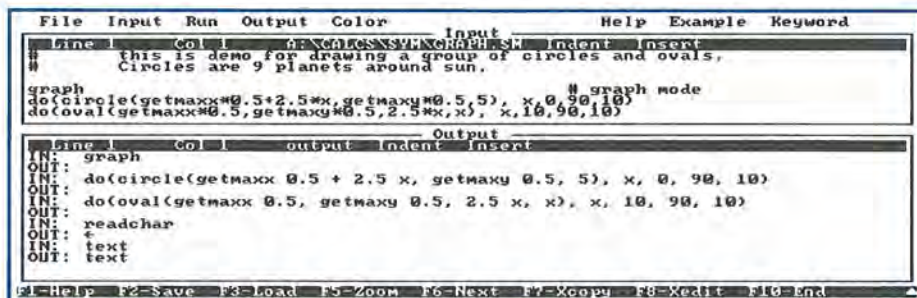 File Input Run Output Color Help Example Keyword
Input
Line 1 Col 1 A:\CALCS\SYM\GRAPH.SM Indent Insert
# this is demo for drawing a group of circles and ovals,
# Circles are 9 planets around sun.
graph # graph mode
do(circle(getmaxx*0.5+2.5*x,getmaxy*0.5,5), x,0,90,10)
do(oval(getmaxx*0.5,getmaxy*0.5,2.5*x,x), x,10,90,10)
Output
Line 1 Col 1 output Indent Insert
IN: graph
OUT:
IN: do(circle(getmaxx 0.5 + 2.5 x, getmaxy 0.5, 5), x, 0, 90, 10)
OUT:
IN: do(oval(getmaxx 0.5, getmaxy 0.5, 2.5 x, x), x, 10, 90, 10)
OUT:
IN: readchar
OUT: ←
IN: text
OUT: text
F1-Help F2-Save F3-Load F5-Zoom F6-Next F7-Xcopy F8-Xedit F10-End